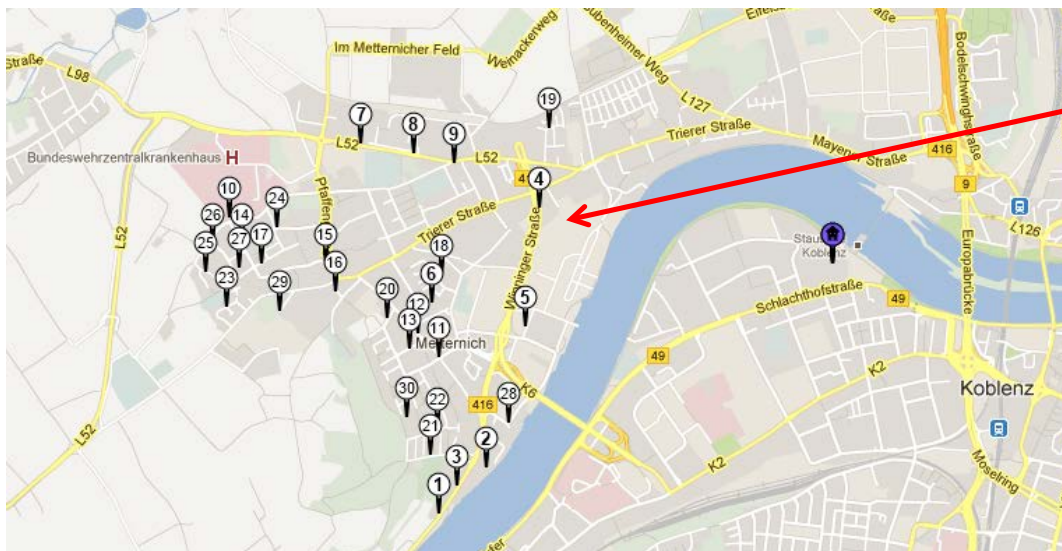 Straße
L98
Im Metternicher Feld
Weinackerweg
Bubenheimer Weg
L127
Bodelschwinghstraße
416
9
L126
Mayener Straße
Trierer Straße
19
7
8
9
L52
L52
Bundeswehrzentralkrankenhaus H
4
10
24
26
14
25
27
17
15
16
Trierer Straße
18
6
Winninger Straße
5
L52
23
29
20
12
13
11
Metternich
Koblenz
Schlachthofstraße
49
49
Europabrücke
K2
K6
30
22
21
416
28
2
3
1
L52
K2
Koblenz
Moselring